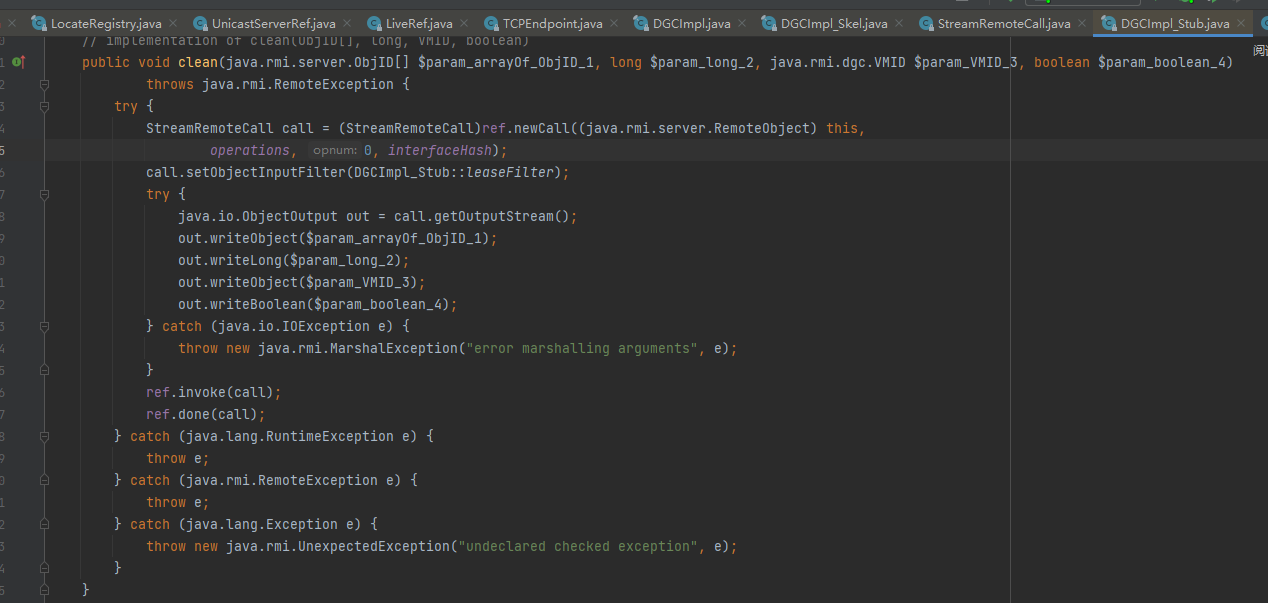 LocateRegistry.java × UnicastServerRef.java × LiveRef.java × TCPEndpoint.java × DGCImpl.java × DGCImpl_Skel.java × StreamRemoteCall.java × DGCImpl_Stub.java ×
// implementation of clean(ObjID[], long, VMID, boolean)
public void clean(java.rmi.server.ObjID[] $param_arrayOf_ObjID_1, long $param_long_2, java.rmi.dgc.VMID $param_VMID_3, boolean $param_boolean_4)
throws java.rmi.RemoteException {
try {
StreamRemoteCall call = (StreamRemoteCall)ref.newCall((java.rmi.server.RemoteObject) this,
operations, opnum: 0, interfaceHash);
call.setObjectInputFilter(DGCImpl_Stub::leaseFilter);
try {
java.io.ObjectOutput out = call.getOutputStream();
out.writeObject($param_arrayOf_ObjID_1);
out.writeLong($param_long_2);
out.writeObject($param_VMID_3);
out.writeBoolean($param_boolean_4);
} catch (java.io.IOException e) {
throw new java.rmi.MarshalException("error marshalling arguments", e);
}
ref.invoke(call);
ref.done(call);
} catch (java.lang.RuntimeException e) {
throw e;
} catch (java.rmi.RemoteException e) {
throw e;
} catch (java.lang.Exception e) {
throw new java.rmi.UnexpectedException("undeclared checked exception", e);
}
}